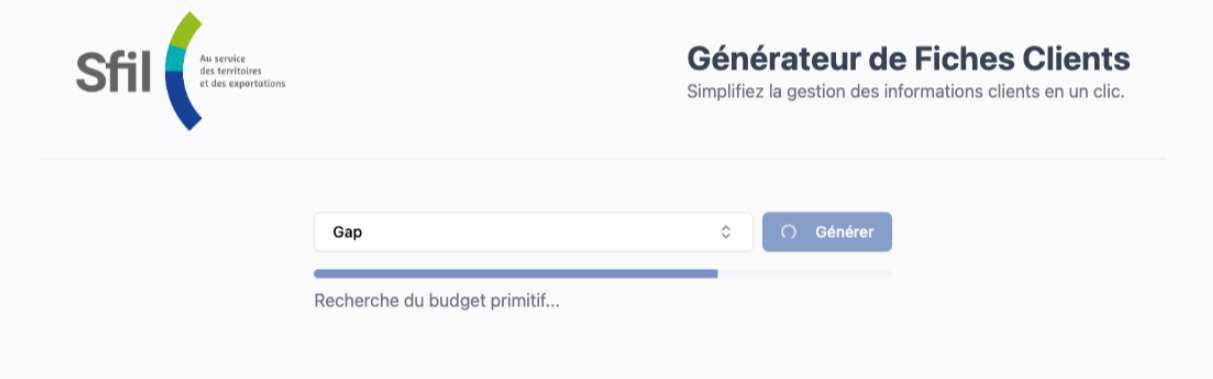 Sfil
Au service
des territoires
et des exportations
Générateur de Fiches Clients
Simplifiez la gestion des informations clients en un clic.
Gap
Générer
Recherche du budget primitif...